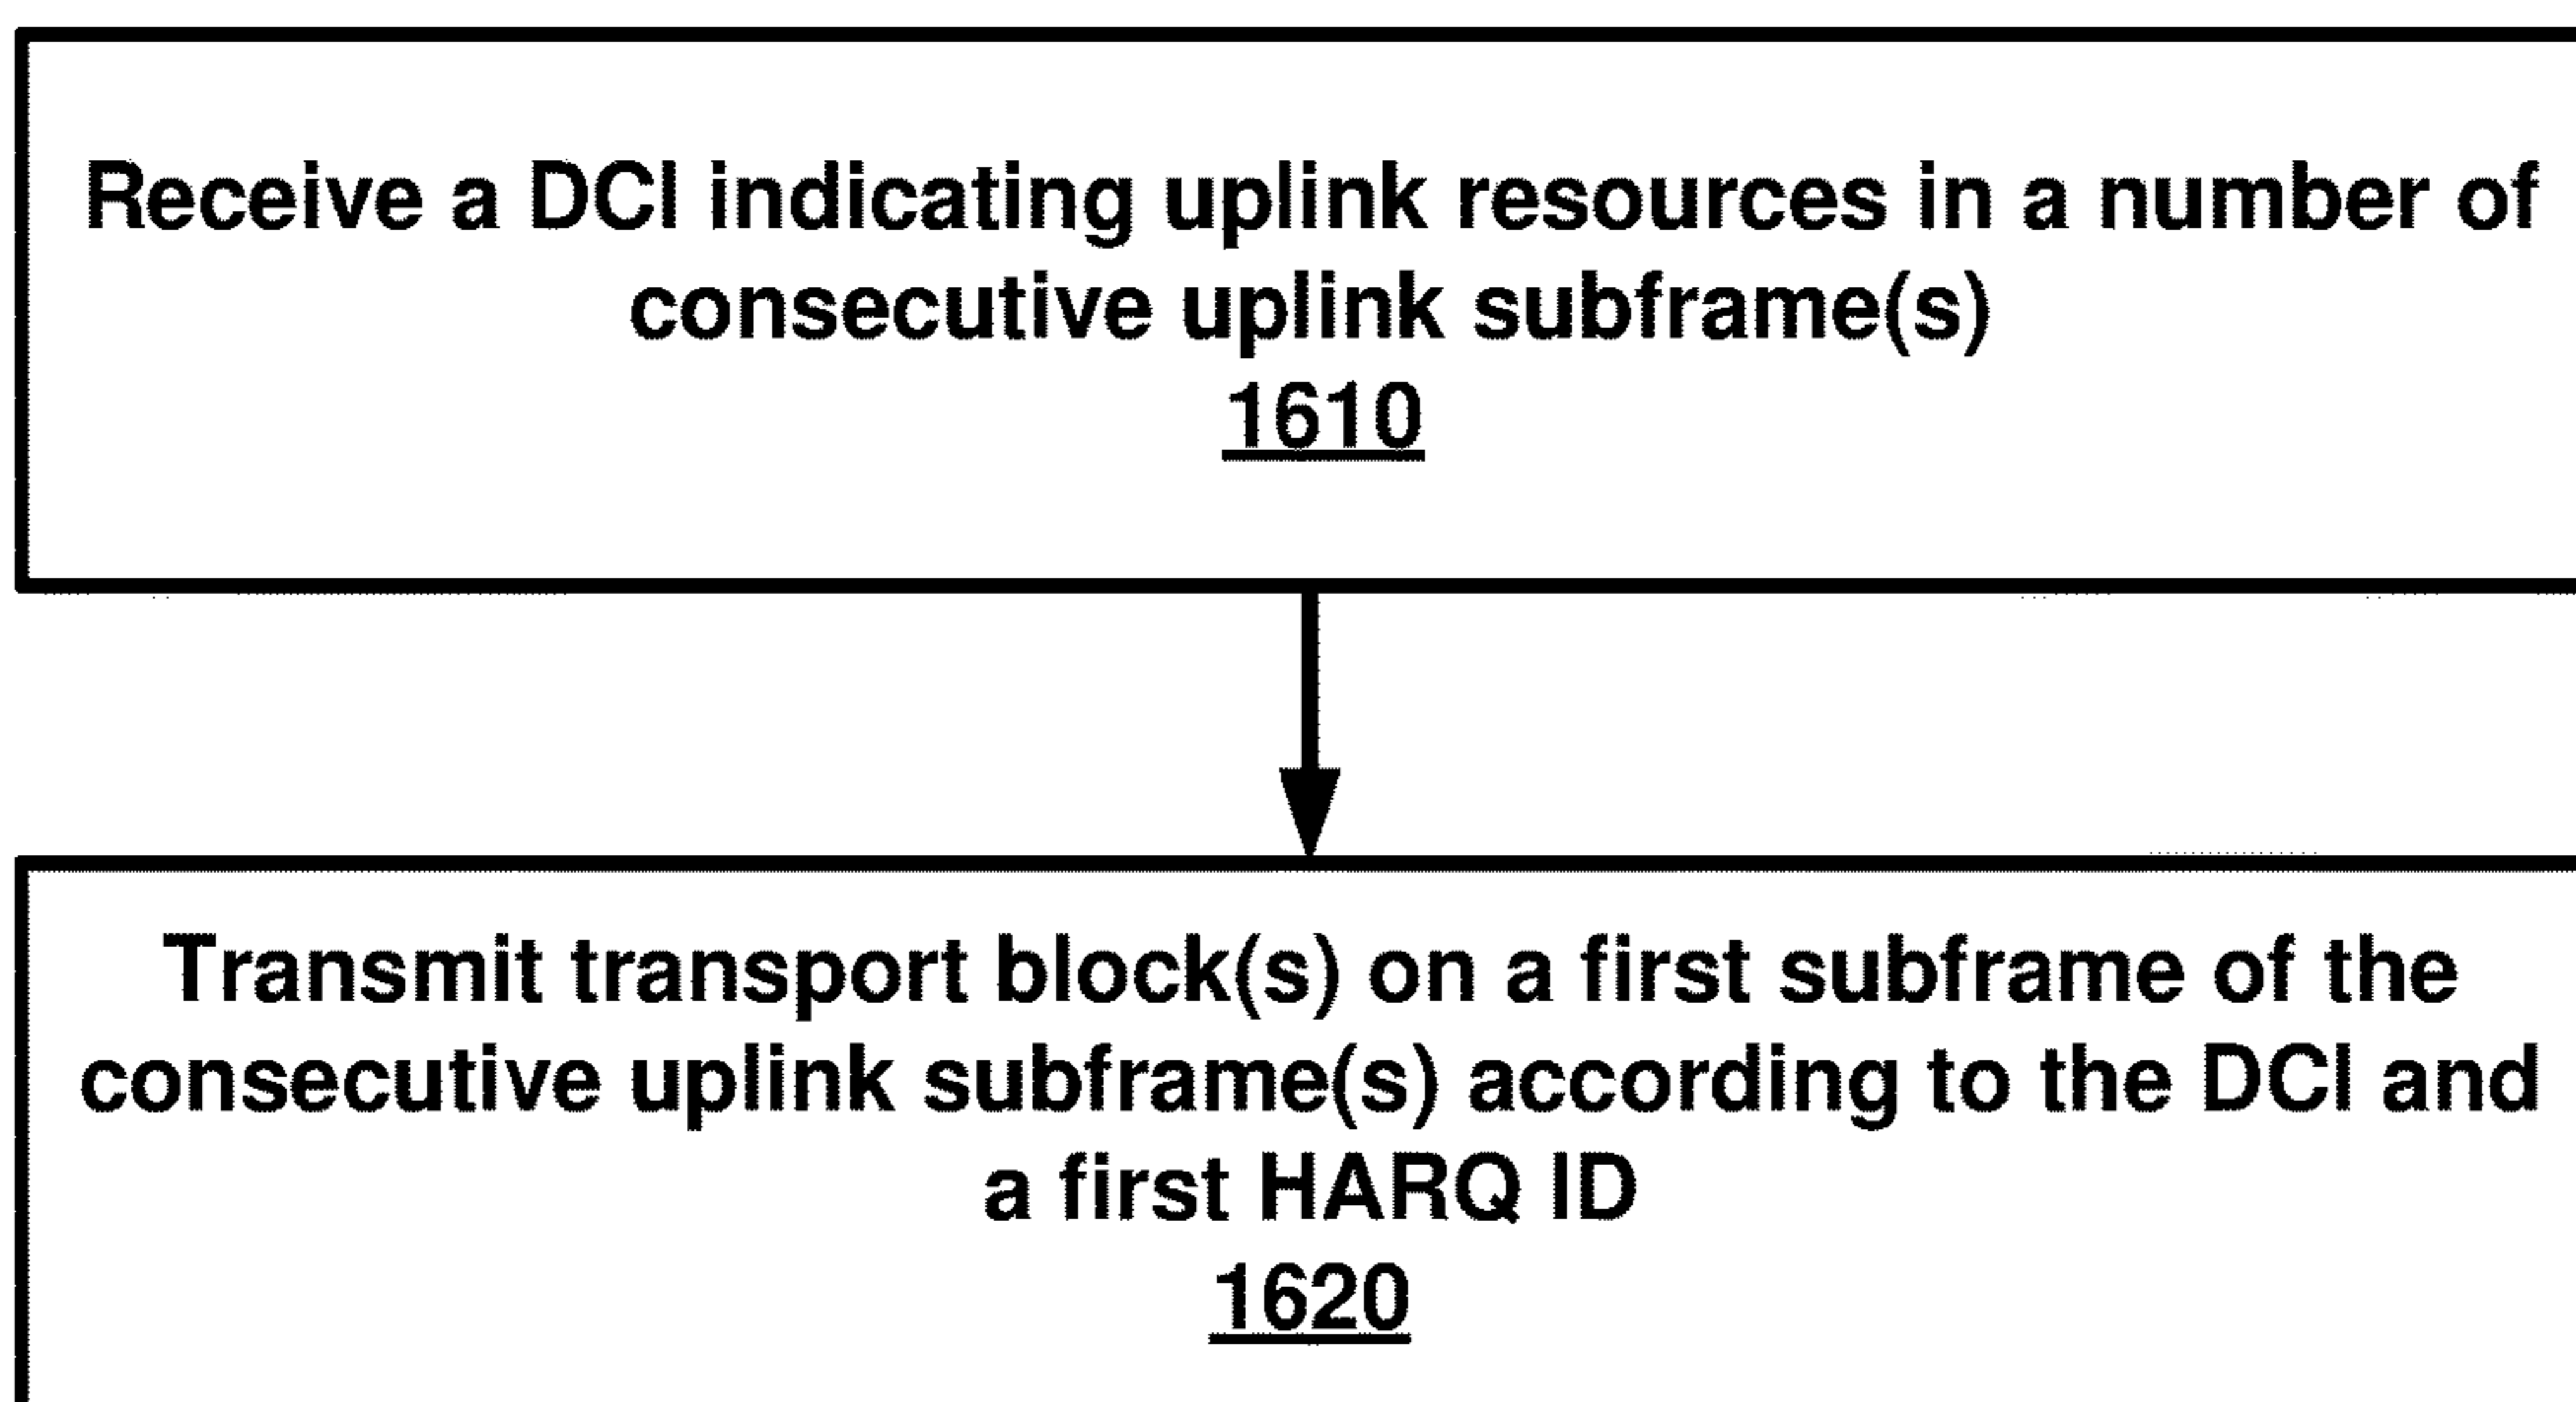 Receive a DCI indicating uplink resources in a number of
consecutive uplink subframe(s)
1610
Transmit transport block(s) on a first subframe of the
consecutive uplink subframe(s) according to the DCI and
a first HARQ ID
1620